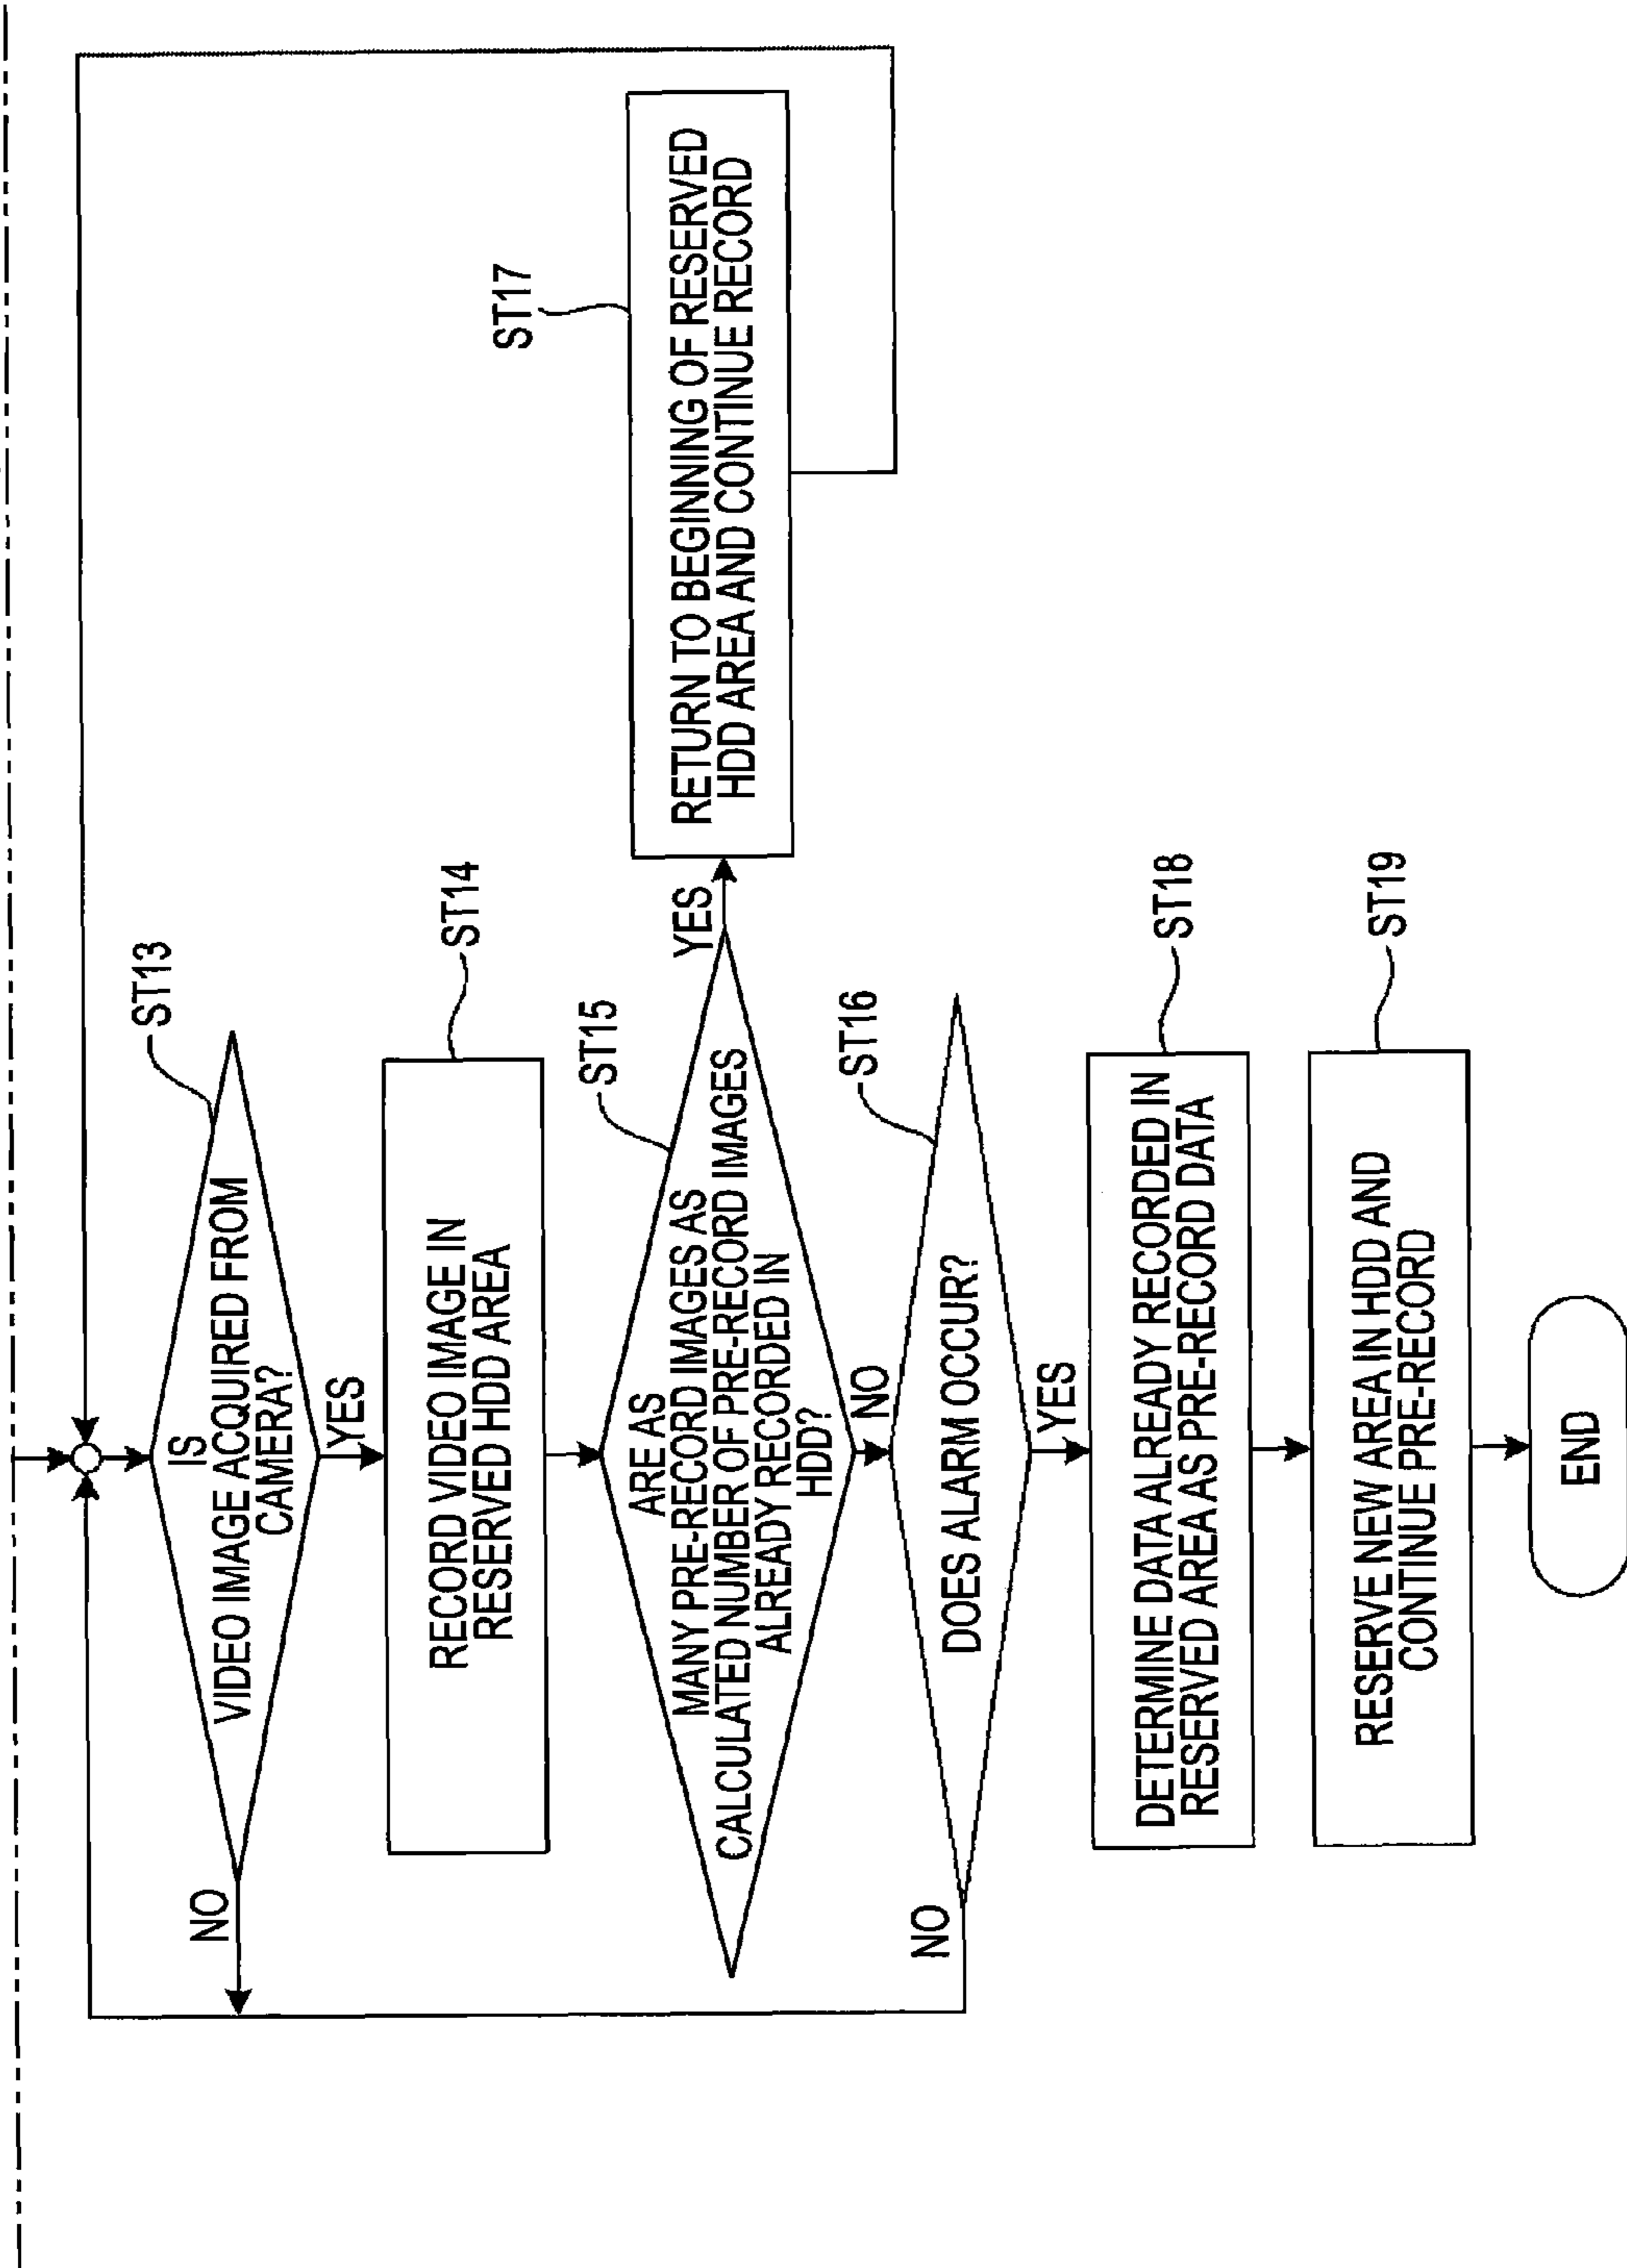 ST13
IS
VIDEO IMAGE ACQUIRED FROM
CAMERA?
NO
YES
ST14
RECORD VIDEO IMAGE IN
RESERVED HDD AREA
ST15
ARE AS
MANY PRE-RECORD IMAGES AS
CALCULATED NUMBER OF PRE-RECORD IMAGES
ALREADY RECORDED IN
HDD?
YES
NO
ST17
RETURN TO BEGINNING OF RESERVED
HDD AREA AND CONTINUE RECORD
ST16
DOES ALARM OCCUR?
NO
YES
ST18
DETERMINE DATA ALREADY RECORDED IN
RESERVED AREA AS PRE-RECORD DATA
ST19
RESERVE NEW AREA IN HDD AND
CONTINUE PRE-RECORD
END